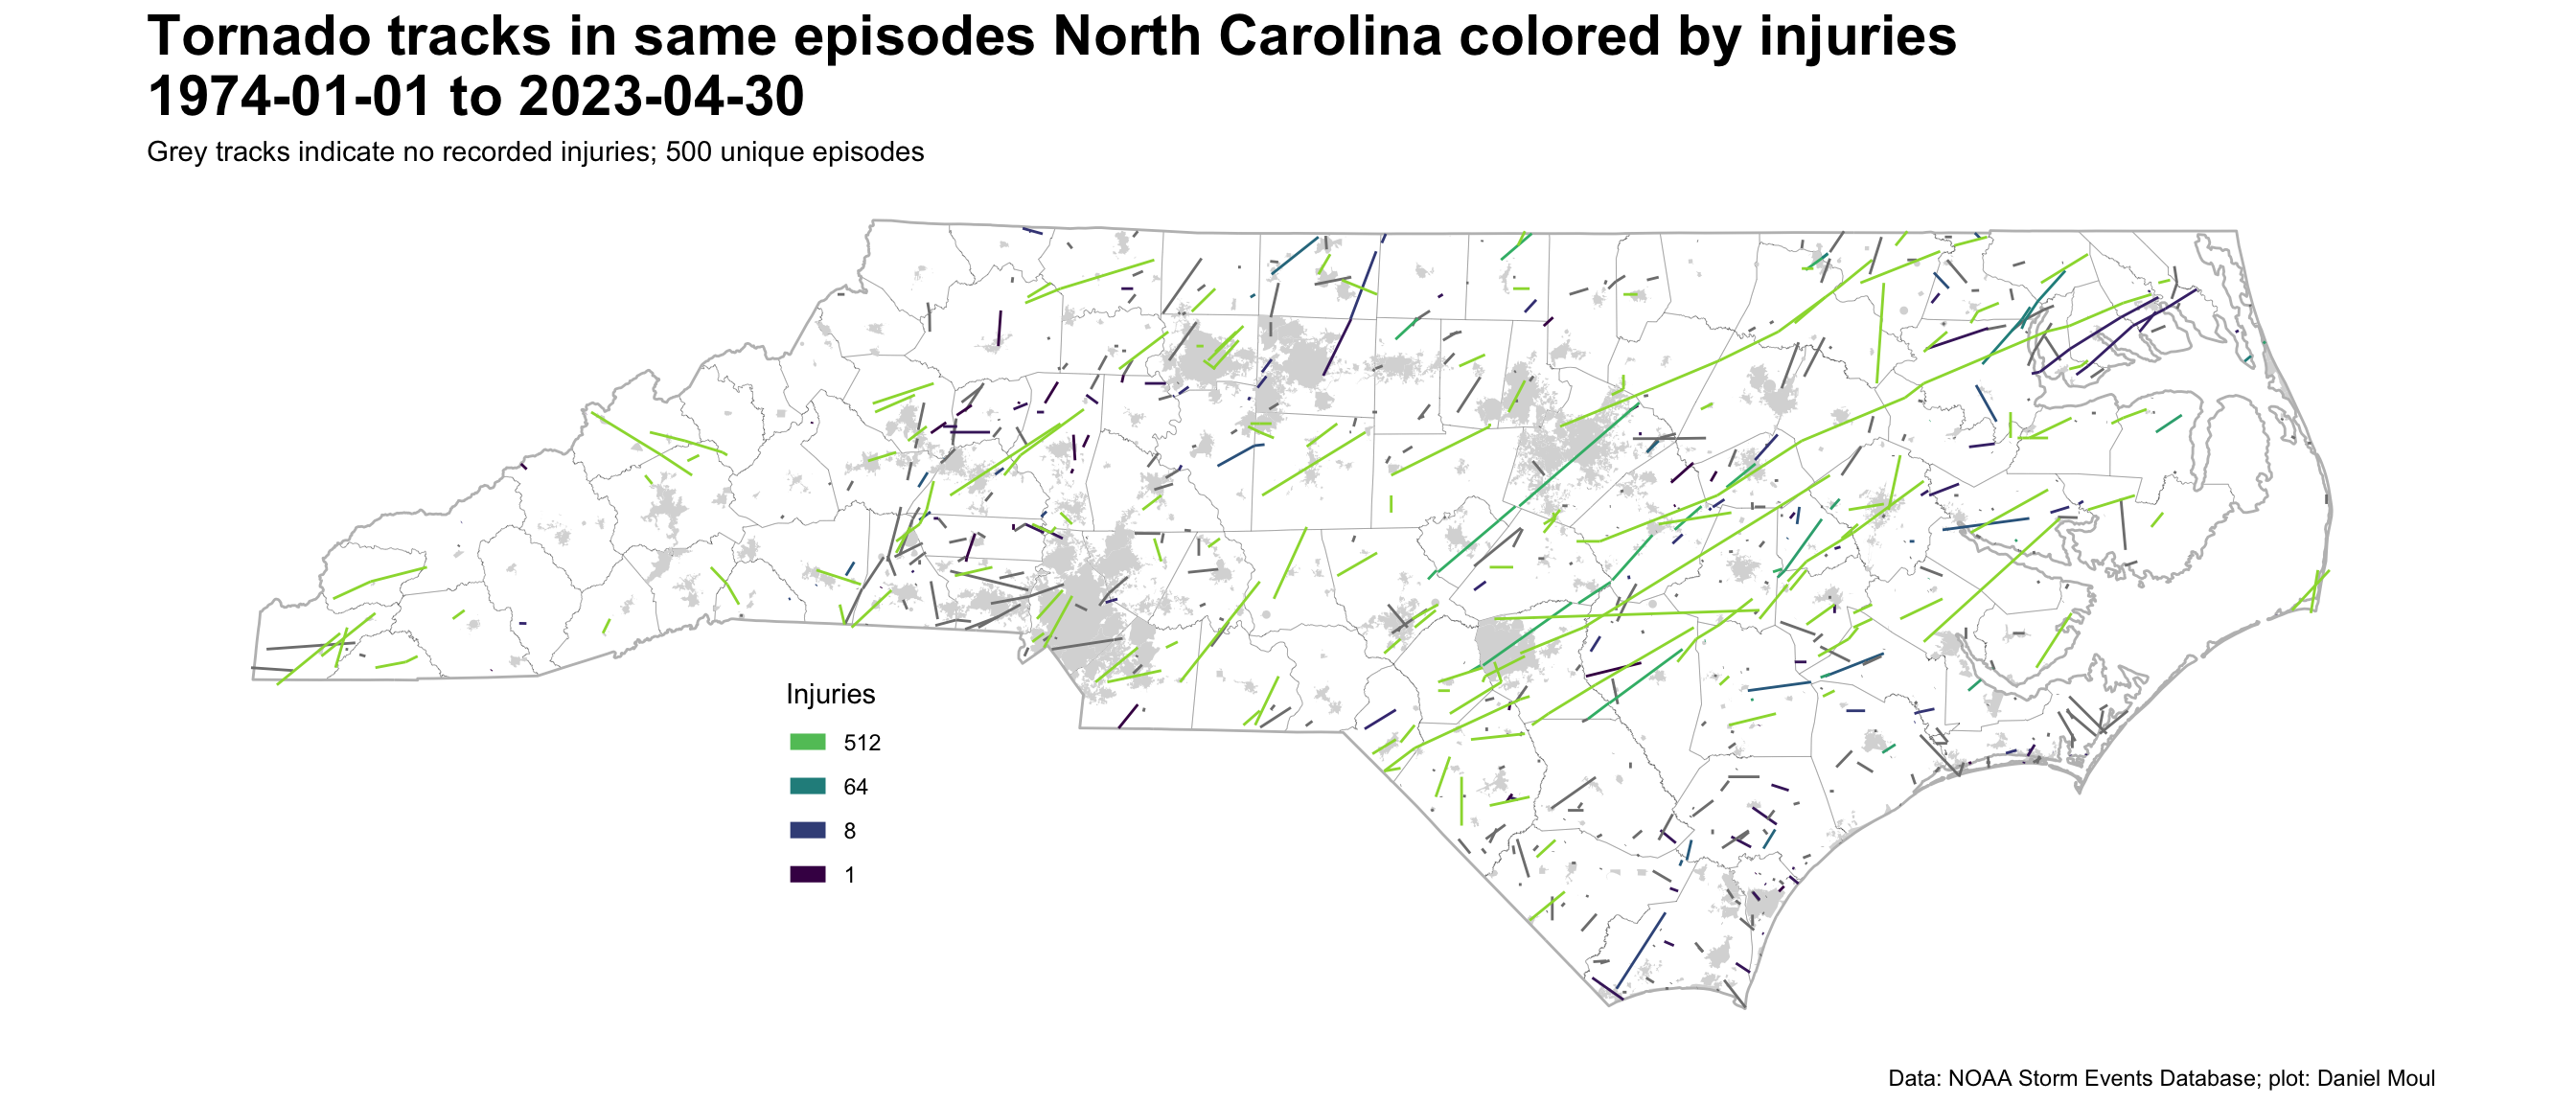 Tornado tracks in same episodes North Carolina colored by injuries
1974-01-01 to 2023-04-30
Grey tracks indicate no recorded injuries; 500 unique episodes
Injuries
512
64
8
1
Data: NOAA Storm Events Database; plot: Daniel Moul